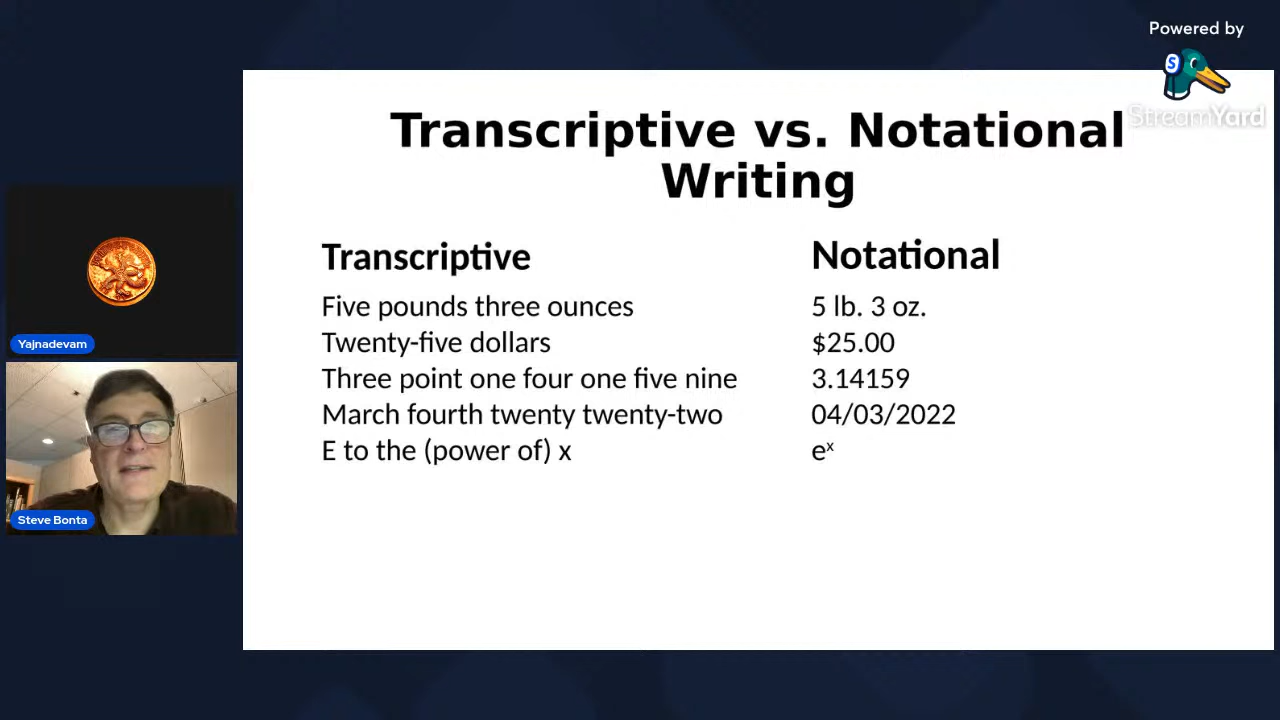 Powered by
StreamYard
Transcriptive vs. Notational
Writing
Transcriptive Notational
Five pounds three ounces 5 lb. 3 oz.
Twenty-five dollars $25.00
Three point one four one five nine 3.14159
March fourth twenty twenty-two 04/03/2022
E to the (power of) x eˣ
Yajnadevam
Steve Bonta